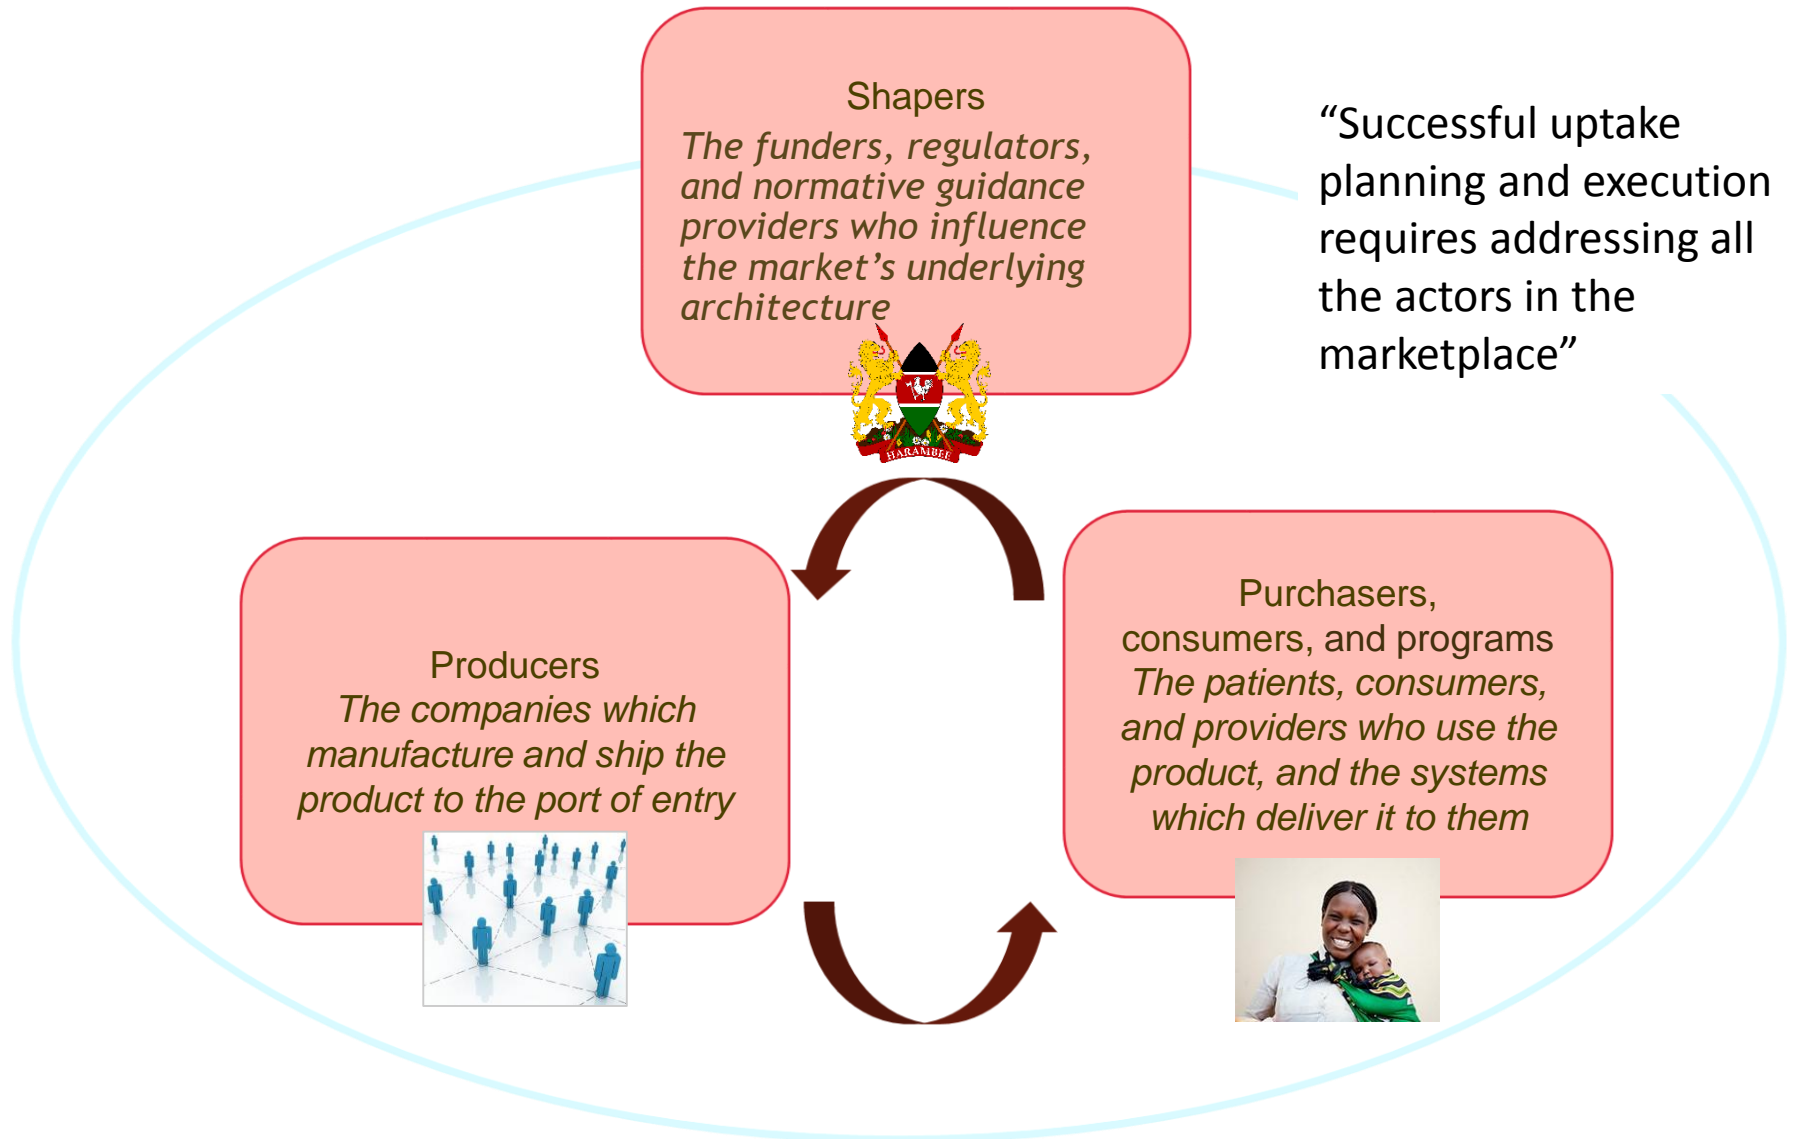 Shapers
The funders, regulators,
and normative guidance
providers who influence
the market’s underlying
architecture
HARAMBEE
“Successful uptake
planning and execution
requires addressing all
the actors in the
marketplace”
Producers
The companies which
manufacture and ship the
product to the port of entry
Purchasers,
consumers, and programs
The patients, consumers,
and providers who use the
product, and the systems
which deliver it to them